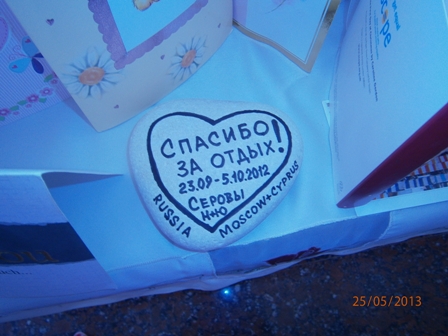 СПАСИБО
ЗА ОТДЫХ!
23.09-5.10.2012
СЕРОВЫ
Н+Ю
RUSSIA
MOSCOW+CYPRUS
25/05/2013